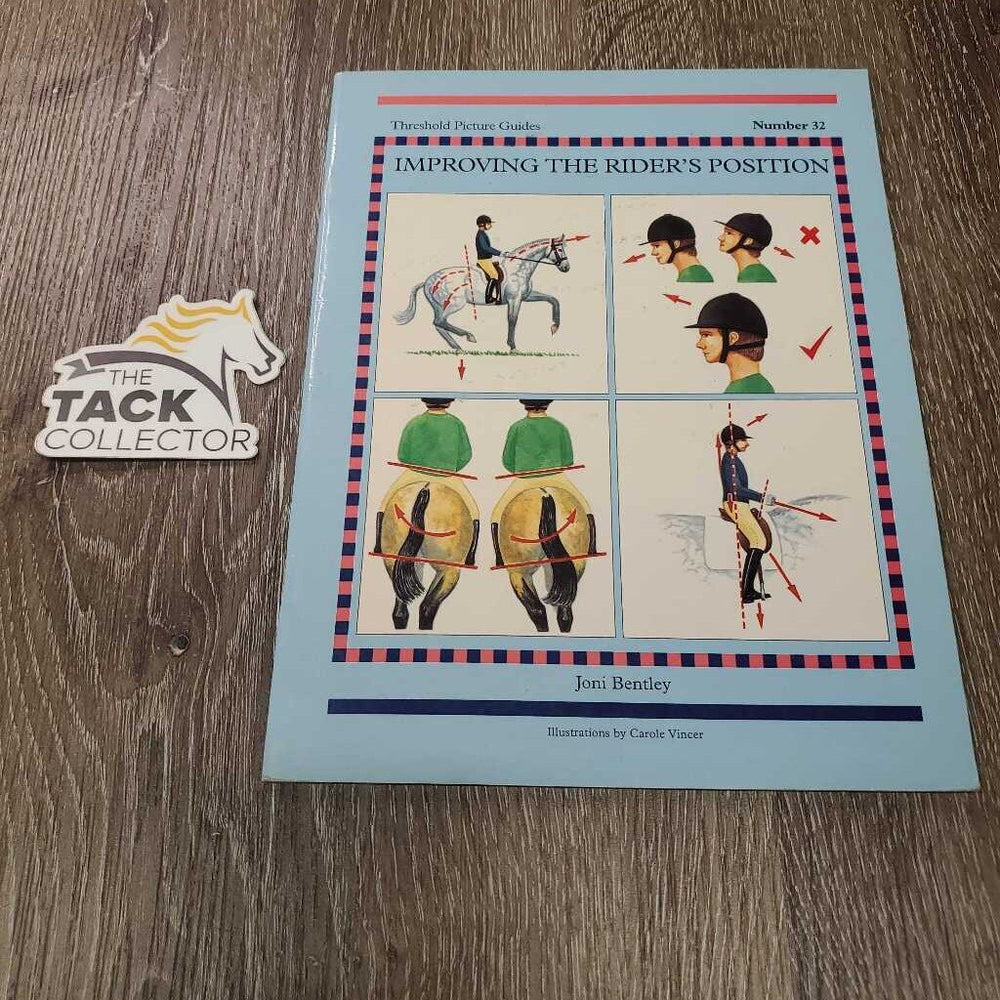 Threshold Picture Guides
Number 32
IMPROVING THE RIDER'S POSITION
THE
TACK
COLLECTOR
Joni Bentley
Illustrations by Carole Vincer